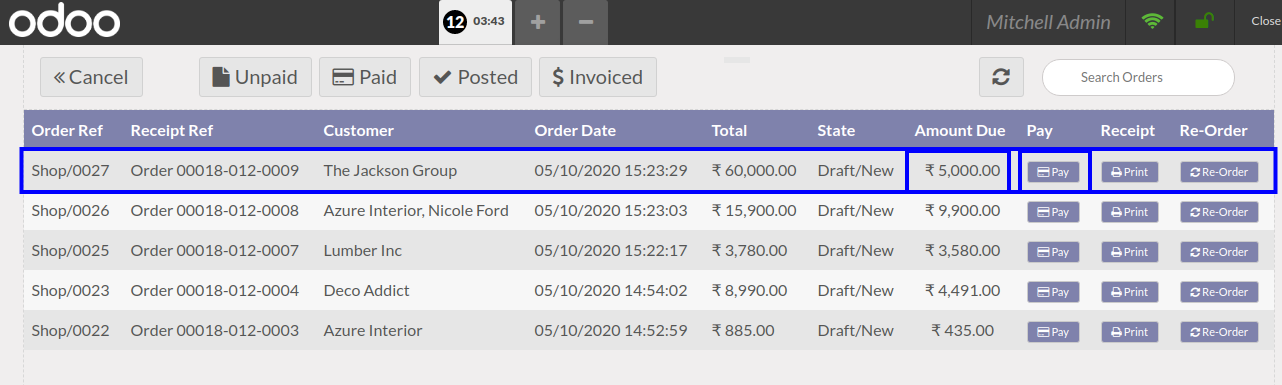 odoo 12 03:43 Mitchell Admin Close
Cancel Unpaid Paid Posted Invoiced Search Orders
Order Ref Receipt Ref Customer Order Date Total State Amount Due Pay Receipt Re-Order
Shop/0027 Order 00018-012-0009 The Jackson Group 05/10/2020 15:23:29 ₹ 60,000.00 Draft/New ₹ 5,000.00 Pay Print Re-Order
Shop/0026 Order 00018-012-0008 Azure Interior, Nicole Ford 05/10/2020 15:23:03 ₹ 15,900.00 Draft/New ₹ 9,900.00 Pay Print Re-Order
Shop/0025 Order 00018-012-0007 Lumber Inc 05/10/2020 15:22:17 ₹ 3,780.00 Draft/New ₹ 3,580.00 Pay Print Re-Order
Shop/0023 Order 00018-012-0004 Deco Addict 05/10/2020 14:54:02 ₹ 8,990.00 Draft/New ₹ 4,491.00 Pay Print Re-Order
Shop/0022 Order 00018-012-0003 Azure Interior 05/10/2020 14:52:59 ₹ 885.00 Draft/New ₹ 435.00 Pay Print Re-Order